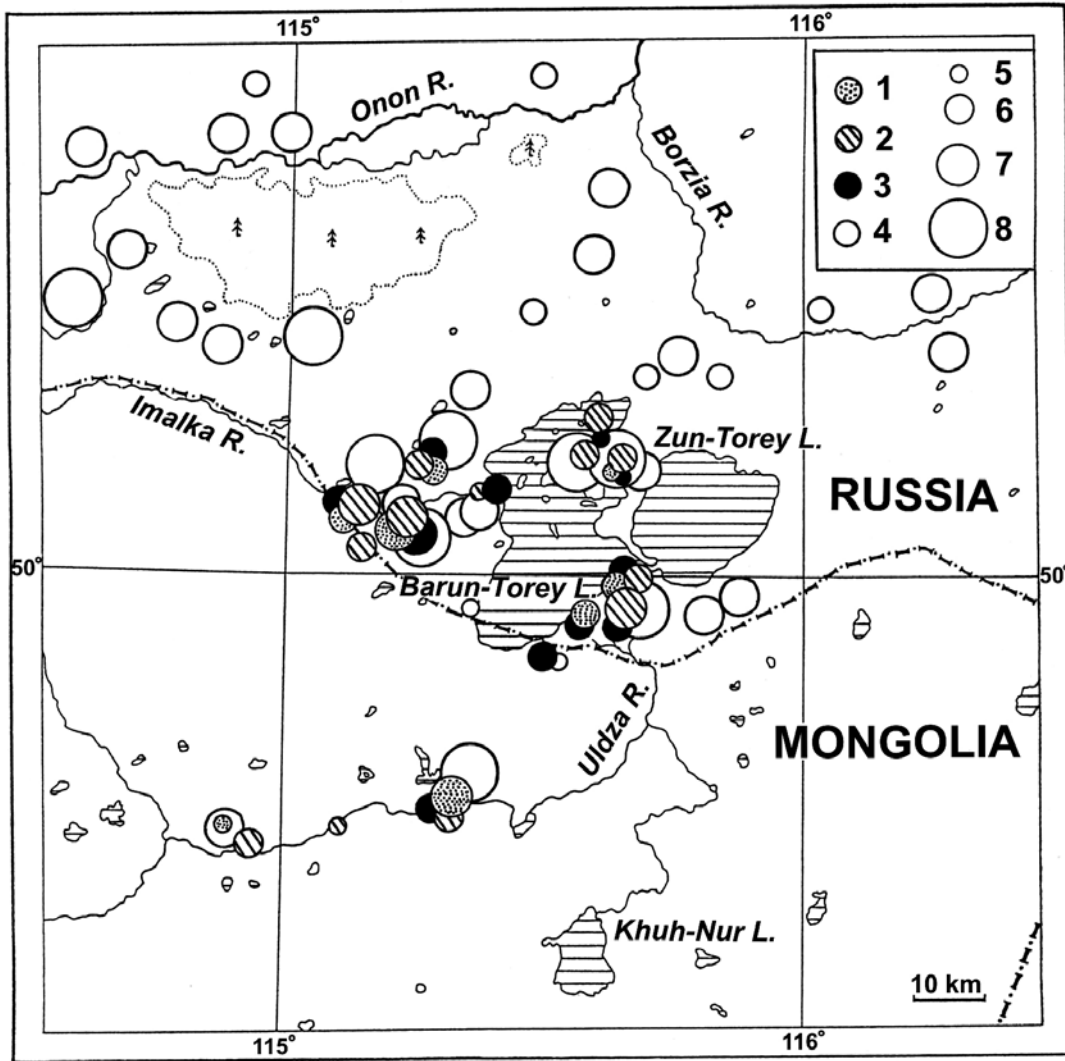 115°
116°
Onon R.
Borzia R.
1
2
3
4
5
6
7
8
Imalka R.
Zun-Torey L.
RUSSIA
50°
50°
Barun-Torey L.
Uldza R.
MONGOLIA
Khuh-Nur L.
10 km
115°
116°